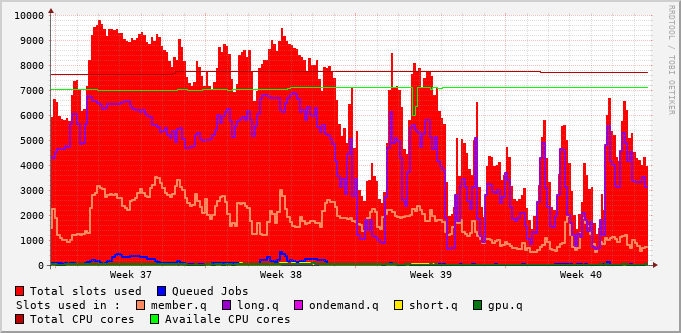 10000
9000
8000
7000
6000
5000
4000
3000
2000
1000
0
Week 37 Week 38 Week 39 Week 40
RRDTOOL / TOBI OETIKER
Total slots used Queued Jobs
Slots used in : member.q long.q ondemand.q short.q gpu.q
Total CPU cores Availale CPU cores